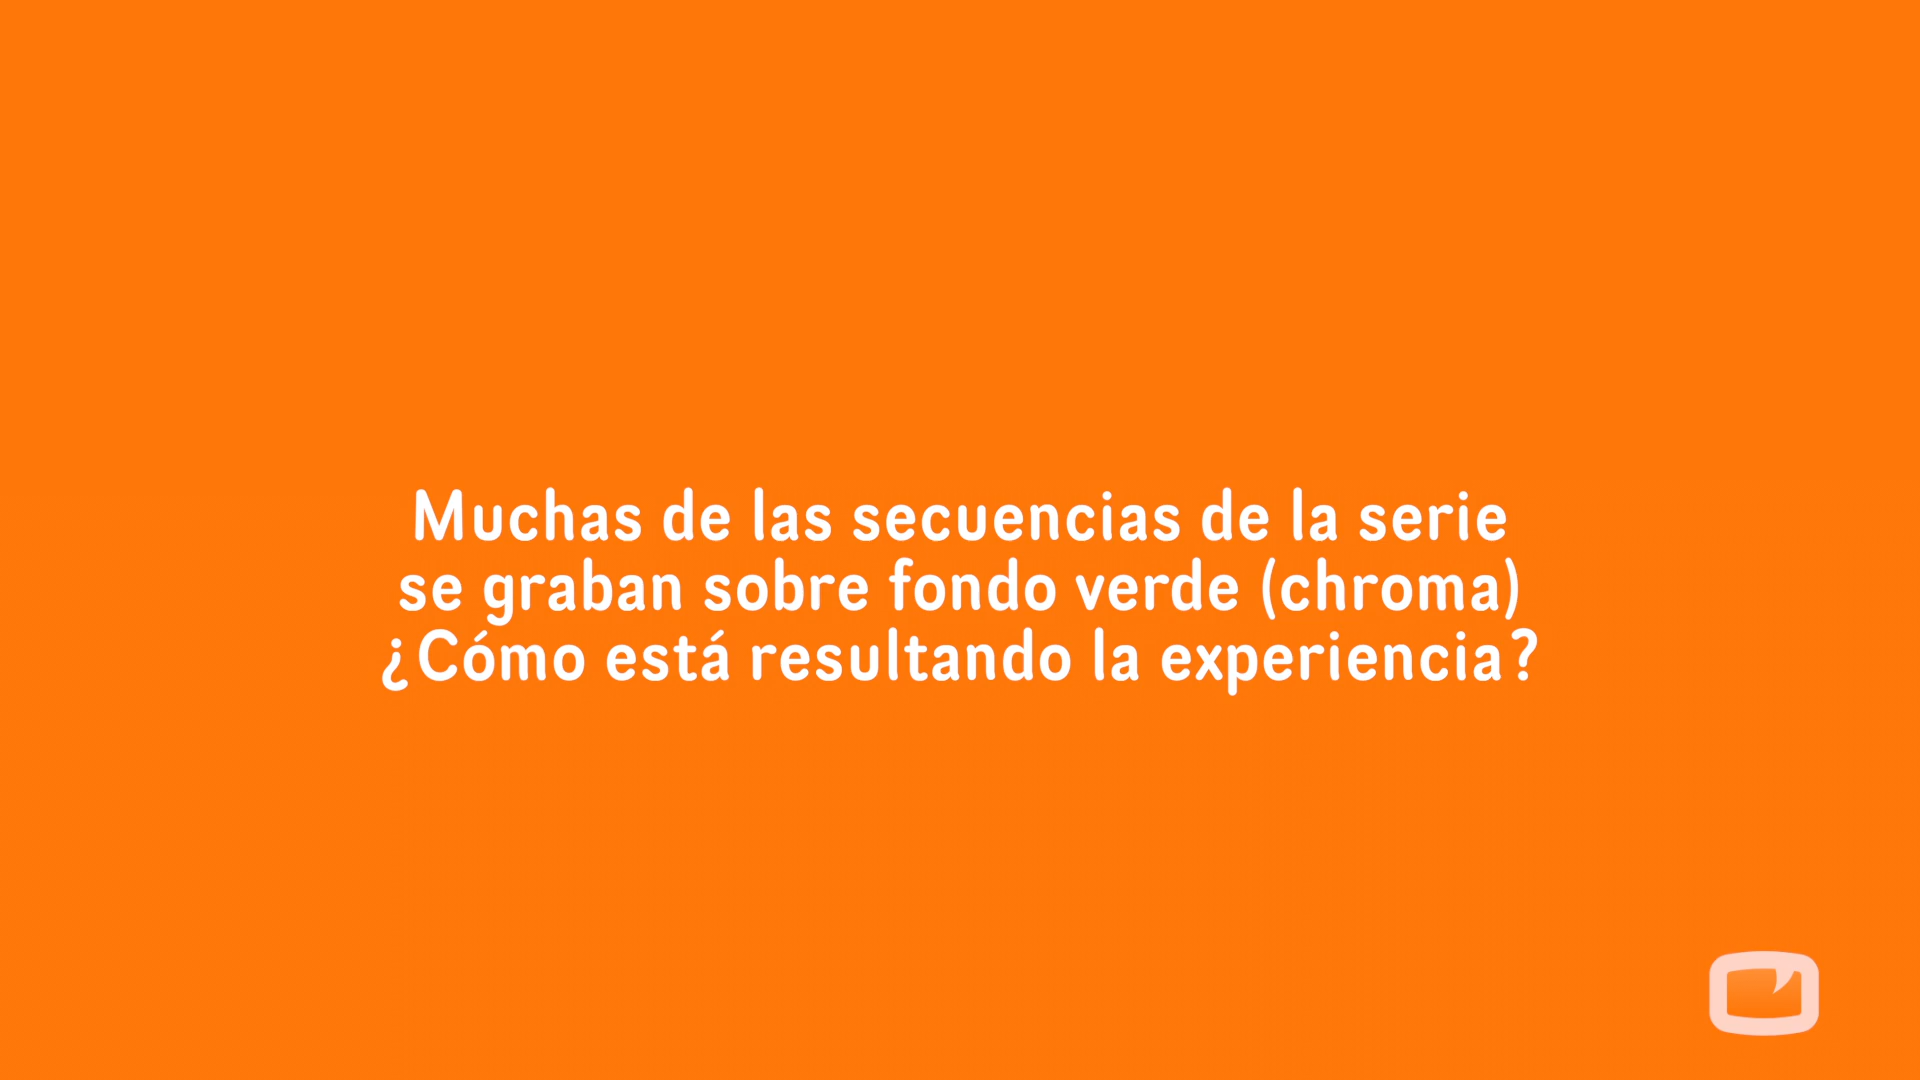 Muchas de las secuencias de la serie
se graban sobre fondo verde (chroma)
¿Cómo está resultando la experiencia?